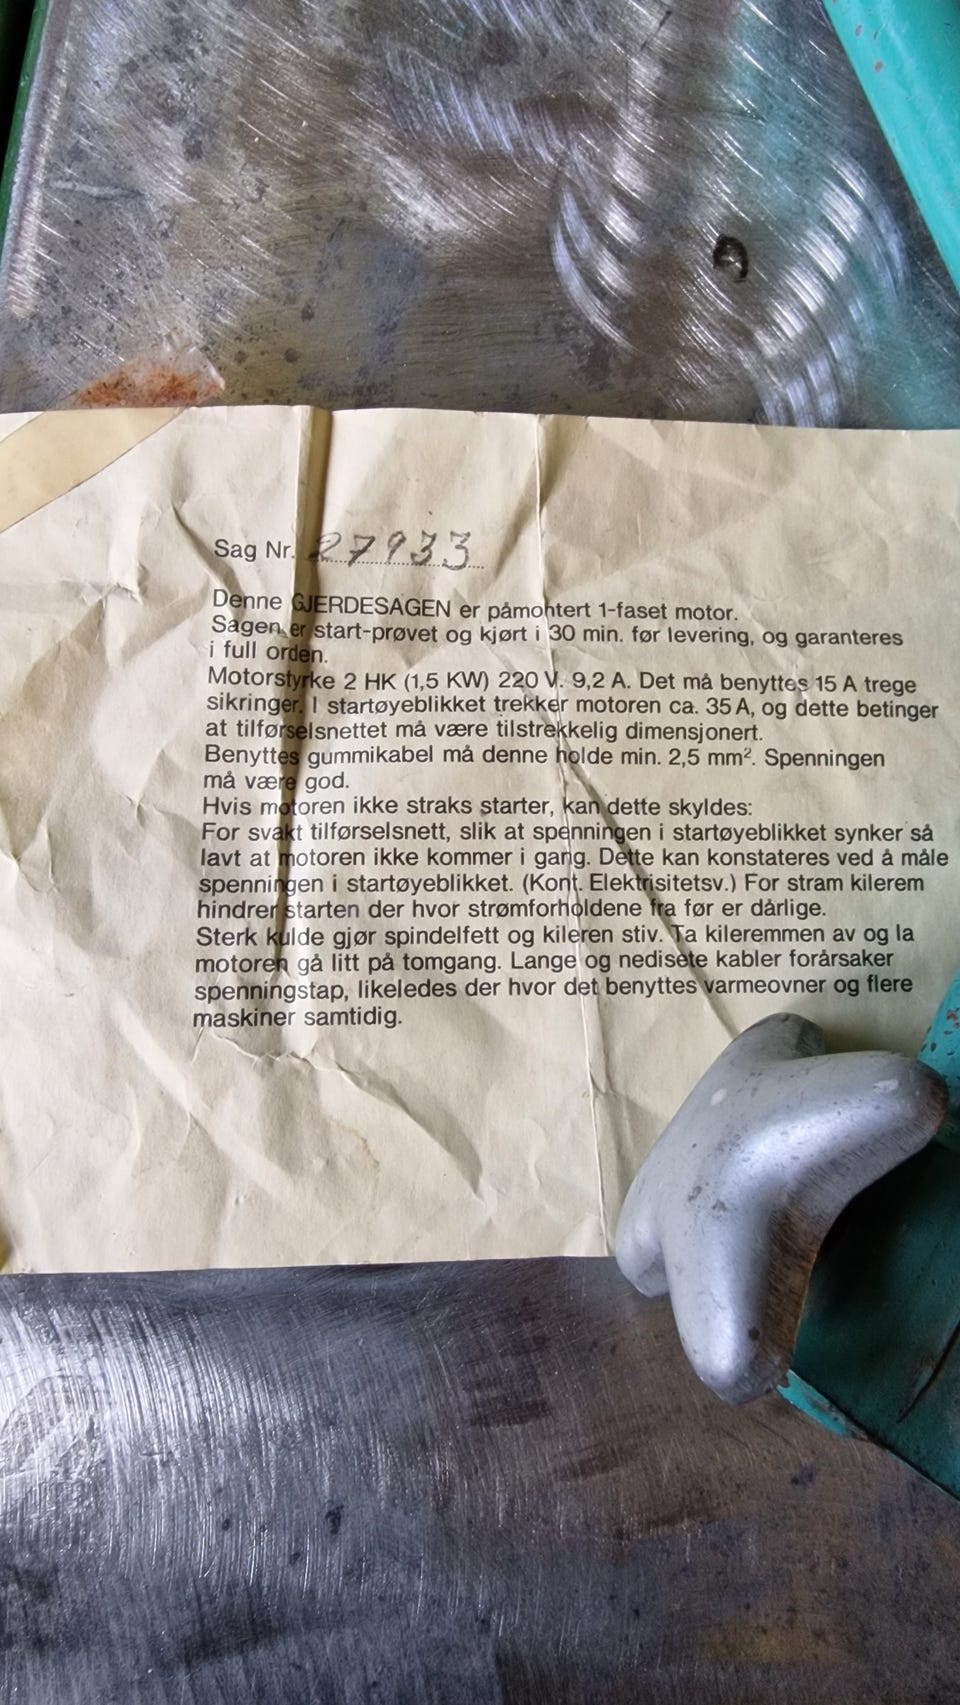 Sag Nr. 27933
Denne GJERDESAGEN er påmohtert 1-faset motor.
Sagen er start-prøvet og kjørt i 30 min. før levering, og garanteres
i full orden.
Motorstyrke 2 HK (1,5 KW) 220 V. 9,2 A. Det må benyttes 15 A trege
sikringer. I startøyeblikket trekker motoren ca. 35 A, og dette betinger
at tilførselsnettet må være tilstrekkelig dimensjonert.
Benyttes gummikabel må denne holde min. 2,5 mm². Spenningen
må være god.
Hvis motoren ikke straks starter, kan dette skyldes:
For svakt tilførselsnett, slik at spenningen i startøyeblikket synker så
lavt at motoren ikke kommer i gang. Dette kan konstateres ved å måle
spenningen i startøyeblikket. (Kont. Elektrisitetsv.) For stram kilerem
hindrer starten der hvor strømforholdene fra før er dårlige.
Sterk kulde gjør spindelfett og kileren stiv. Ta kileremmen av og la
motoren gå litt på tomgang. Lange og nedisete kabler forårsaker
spenningstap, likeledes der hvor det benyttes varmeovner og flere
maskiner samtidig.